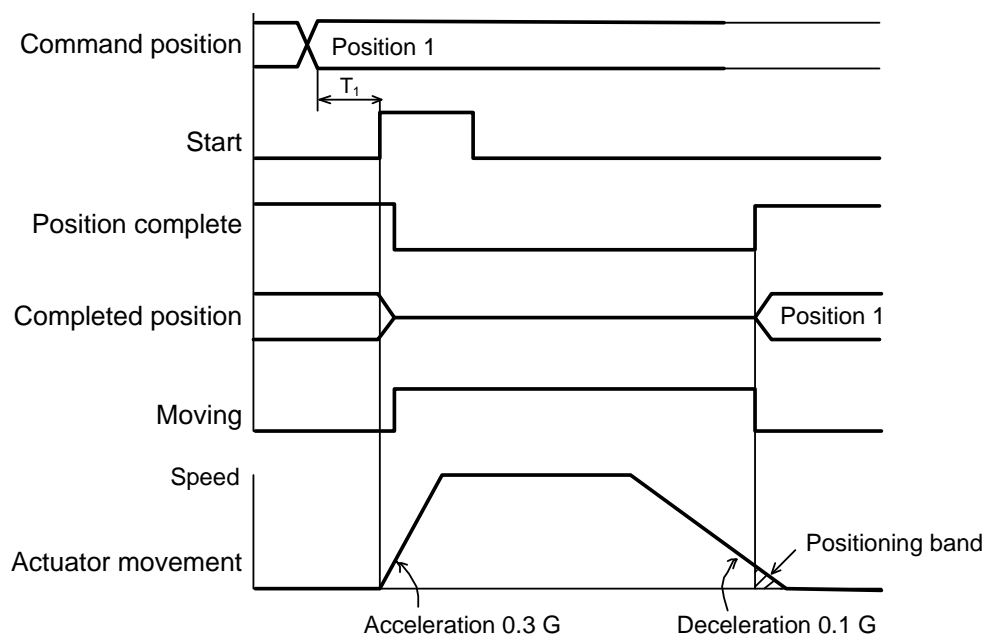 Command position
Position 1
T₁
Start
Position complete
Completed position
Position 1
Moving
Speed
Actuator movement
Positioning band
Acceleration 0.3 G
Deceleration 0.1 G